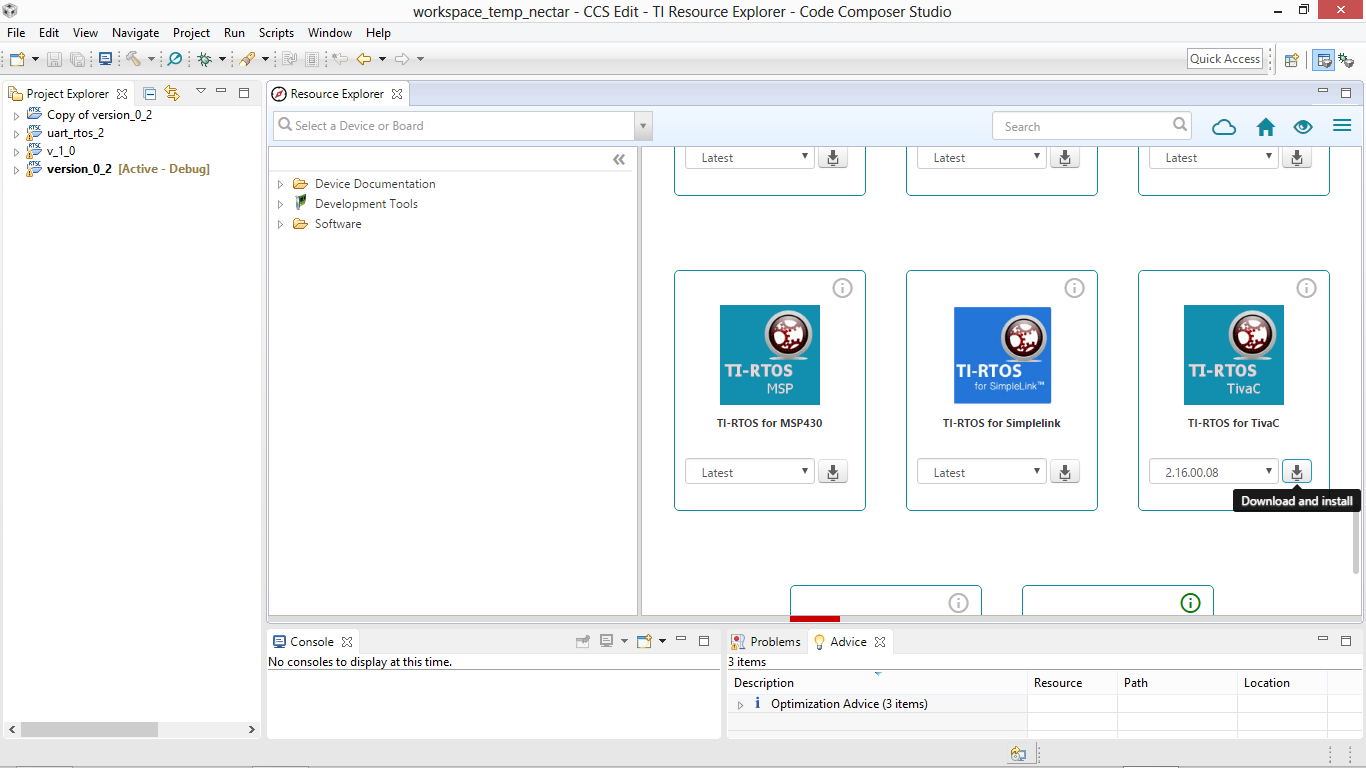 workspace_temp_nectar - CCS Edit - TI Resource Explorer - Code Composer Studio
File Edit View Navigate Project Run Scripts Window Help
Quick Access
Project Explorer
Copy of version_0_2
uart_rtos_2
v_1_0
version_0_2 [Active - Debug]
Resource Explorer
Select a Device or Board
Search
Device Documentation
Development Tools
Software
Latest Latest Latest
TI-RTOS
MSP
TI-RTOS for MSP430
Latest
TI-RTOS
for SimpleLink™
TI-RTOS for Simplelink
Latest
TI-RTOS
TivaC
TI-RTOS for TivaC
2.16.00.08
Download and install
Console
No consoles to display at this time.
Problems Advice
3 items
Description Resource Path Location
Optimization Advice (3 items)